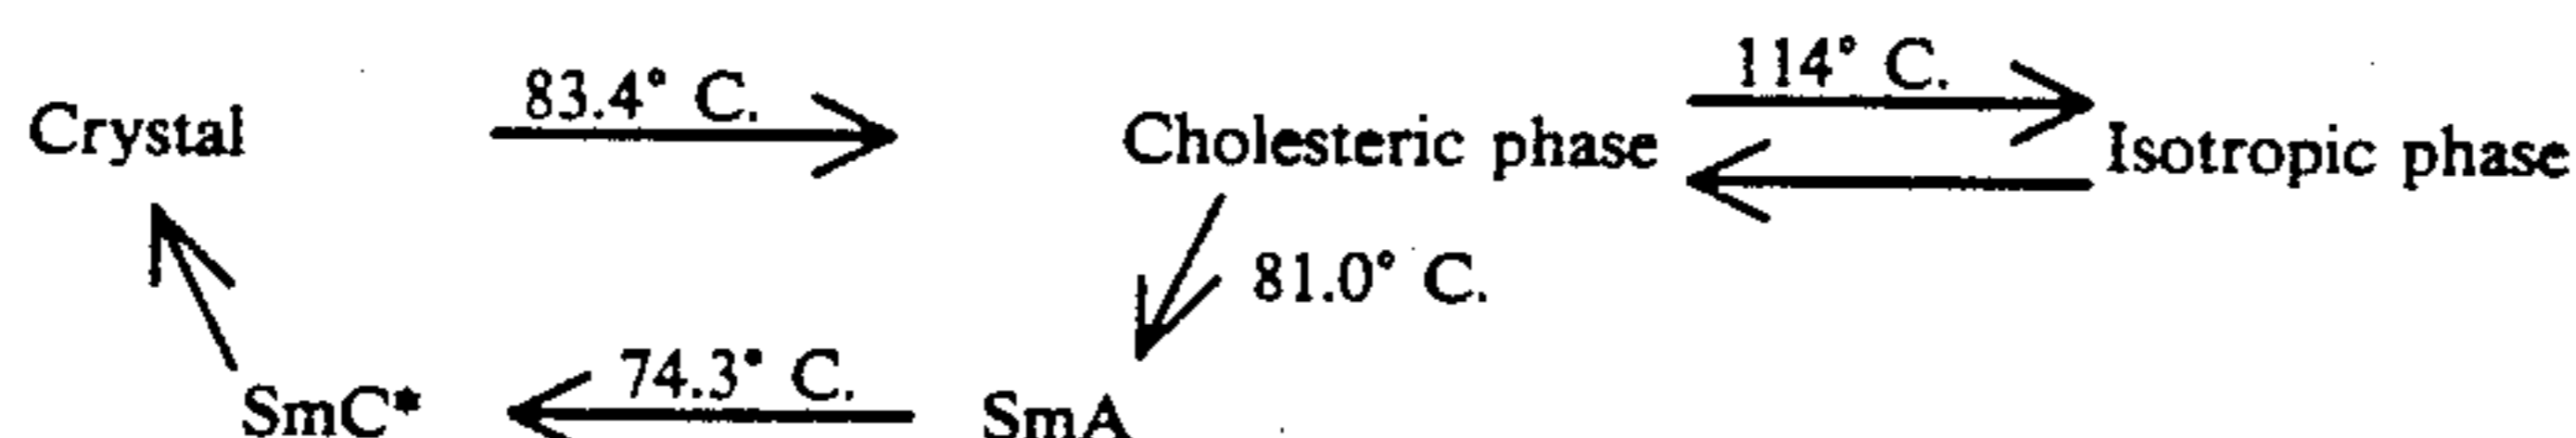 114° C.
83.4° C.
Crystal Cholesteric phase Isotropic phase
81.0° C.
74.3° C.
SmC* SmA